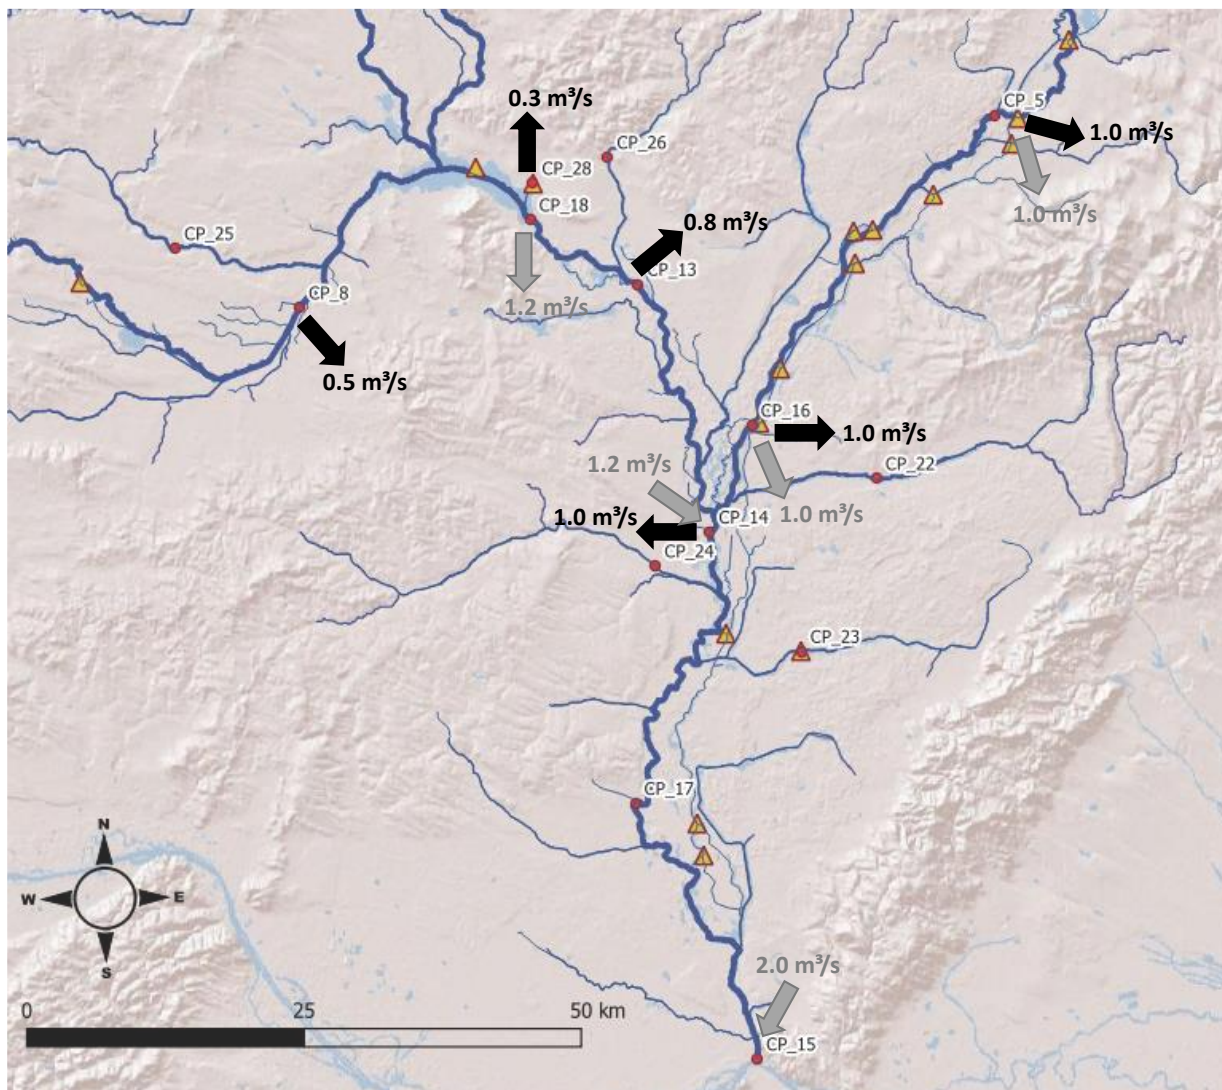 0.3 m³/s
CP_5
1.0 m³/s
CP_26
CP_28
CP_18
1.0 m³/s
0.8 m³/s
CP_25
CP_13
CP_8
1.2 m³/s
0.5 m³/s
CP_16
1.0 m³/s
1.2 m³/s
CP_22
1.0 m³/s
1.0 m³/s
CP_14
CP_24
CP_23
CP_17
N
W
E
S
2.0 m³/s
0
25
50 km
CP_15